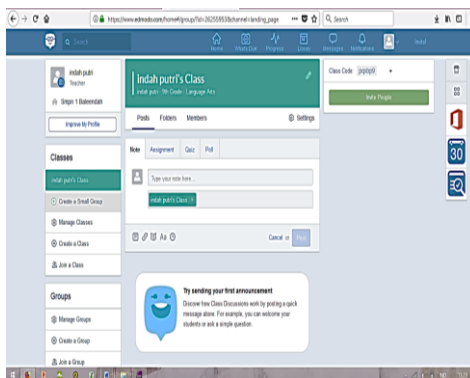 https://www.edmodo.com/home#/group?id=26255953&channel=landing_page
Search
Search
Home
What's Due
Progress
Library
Messages
Notifications
indah putri
Teacher
Smpn 1 Baleendah
Improve My Profile
Classes
indah putri's Class
Create a Small Group
Manage Classes
Create a Class
Join a Class
Groups
Manage Groups
Create a Group
Join a Group
indah putri's Class
indah putri | 9th Grade | Language Arts
Posts Folders Members Settings
Note Assignment Quiz Poll
Type your note here...
indah putri's Class
Cancel or Post
Try sending your first announcement
Discover how Class Discussions work by posting a quick
message above. For example, you can welcome your
students or ask a simple question.
Class Code
Invite People
30